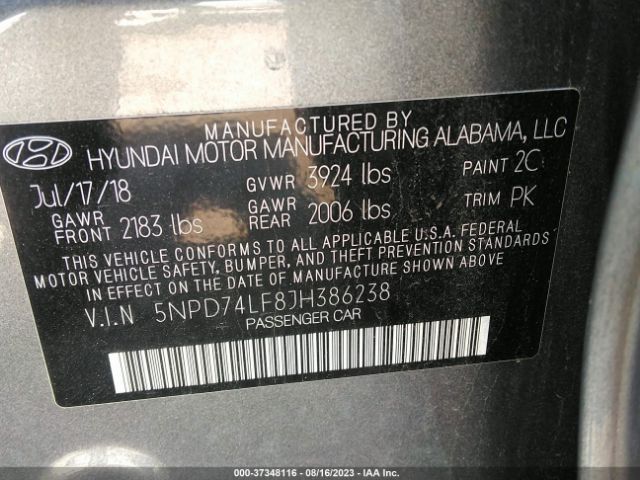 MANUFACTURED BY
HYUNDAI MOTOR MANUFACTURING ALABAMA, LLC
Jul/17/18 GVWR 3924 lbs PAINT 2C
GAWR FRONT 2183 lbs GAWR REAR 2006 lbs TRIM PK
THIS VEHICLE CONFORMS TO ALL APPLICABLE U.S.A. FEDERAL
MOTOR VEHICLE SAFETY, BUMPER, AND THEFT PREVENTION STANDARDS
IN EFFECT ON THE DATE OF MANUFACTURE SHOWN ABOVE.
V.I.N 5NPD74LF8JH386238
PASSENGER CAR
000-37348116 - 08/16/2023 - IAA Inc.